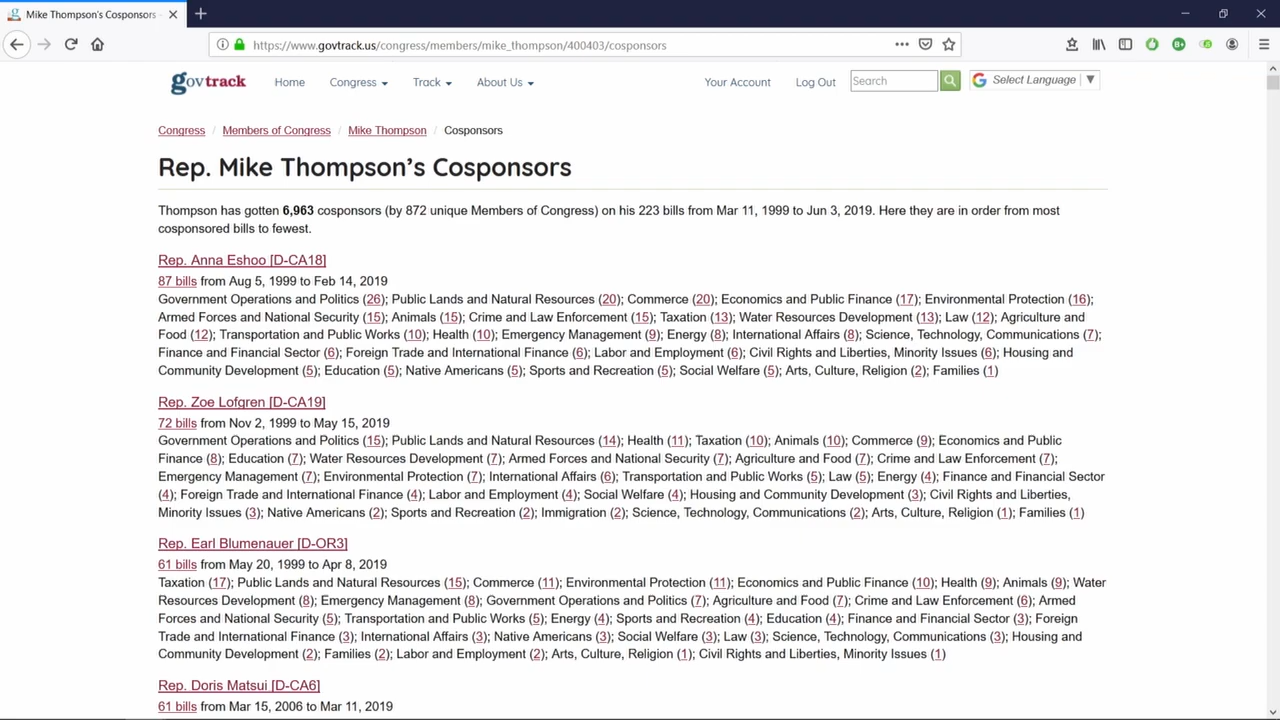 Mike Thompson's Cosponsors -
https://www.govtrack.us/congress/members/mike_thompson/400403/cosponsors
govtrack Home Congress Track About Us Your Account Log Out Search Select Language
Congress / Members of Congress / Mike Thompson / Cosponsors
Rep. Mike Thompson’s Cosponsors
Thompson has gotten 6,963 cosponsors (by 872 unique Members of Congress) on his 223 bills from Mar 11, 1999 to Jun 3, 2019. Here they are in order from most
cosponsored bills to fewest.
Rep. Anna Eshoo [D-CA18]
87 bills from Aug 5, 1999 to Feb 14, 2019
Government Operations and Politics (26); Public Lands and Natural Resources (20); Commerce (20); Economics and Public Finance (17); Environmental Protection (16);
Armed Forces and National Security (15); Animals (15); Crime and Law Enforcement (15); Taxation (13); Water Resources Development (13); Law (12); Agriculture and
Food (12); Transportation and Public Works (10); Health (10); Emergency Management (9); Energy (8); International Affairs (8); Science, Technology, Communications (7);
Finance and Financial Sector (6); Foreign Trade and International Finance (6); Labor and Employment (6); Civil Rights and Liberties, Minority Issues (6); Housing and
Community Development (5); Education (5); Native Americans (5); Sports and Recreation (5); Social Welfare (5); Arts, Culture, Religion (2); Families (1)
Rep. Zoe Lofgren [D-CA19]
72 bills from Nov 2, 1999 to May 15, 2019
Government Operations and Politics (15); Public Lands and Natural Resources (14); Health (11); Taxation (10); Animals (10); Commerce (9); Economics and Public
Finance (8); Education (7); Water Resources Development (7); Armed Forces and National Security (7); Agriculture and Food (7); Crime and Law Enforcement (7);
Emergency Management (7); Environmental Protection (7); International Affairs (6); Transportation and Public Works (5); Law (5); Energy (4); Finance and Financial Sector
(4); Foreign Trade and International Finance (4); Labor and Employment (4); Social Welfare (4); Housing and Community Development (3); Civil Rights and Liberties,
Minority Issues (3); Native Americans (2); Sports and Recreation (2); Immigration (2); Science, Technology, Communications (2); Arts, Culture, Religion (1); Families (1)
Rep. Earl Blumenauer [D-OR3]
61 bills from May 20, 1999 to Apr 8, 2019
Taxation (17); Public Lands and Natural Resources (15); Commerce (11); Environmental Protection (11); Economics and Public Finance (10); Health (9); Animals (9); Water
Resources Development (8); Emergency Management (8); Government Operations and Politics (7); Agriculture and Food (7); Crime and Law Enforcement (6); Armed
Forces and National Security (5); Transportation and Public Works (5); Energy (4); Sports and Recreation (4); Education (4); Finance and Financial Sector (3); Foreign
Trade and International Finance (3); International Affairs (3); Native Americans (3); Social Welfare (3); Law (3); Science, Technology, Communications (3); Housing and
Community Development (2); Families (2); Labor and Employment (2); Arts, Culture, Religion (1); Civil Rights and Liberties, Minority Issues (1)
Rep. Doris Matsui [D-CA6]
61 bills from Mar 15, 2006 to Mar 11, 2019